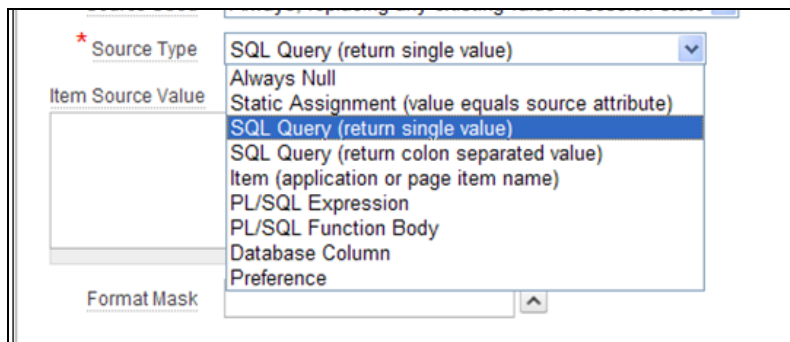 * Source Type SQL Query (return single value)
Always Null
Item Source Value Static Assignment (value equals source attribute)
SQL Query (return single value)
SQL Query (return colon separated value)
Item (application or page item name)
PL/SQL Expression
PL/SQL Function Body
Database Column
Preference
Format Mask